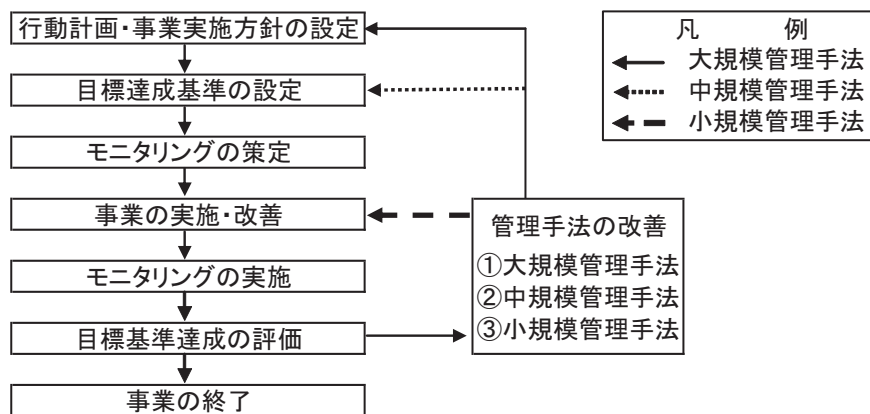 行動計画・事業実施方針の設定
目標達成基準の設定
モニタリングの策定
事業の実施・改善
モニタリングの実施
目標基準達成の評価
事業の終了
管理手法の改善
①大規模管理手法
②中規模管理手法
③小規模管理手法
凡　　例
大規模管理手法
中規模管理手法
小規模管理手法